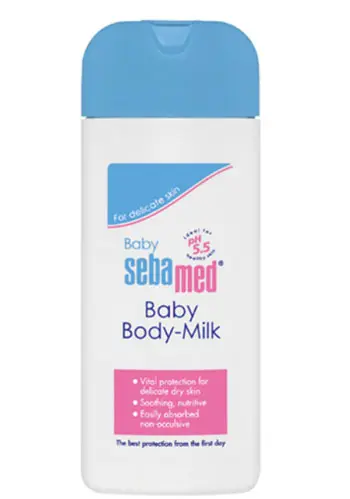 For delicate skin
Baby
ideal for
pH
5.5
healthy skin
sebamed®
Baby
Body-Milk
• Vital protection for
delicate dry skin
• Soothing, nutritive
• Easily absorbed
non-occulsive
The best protection from the first day